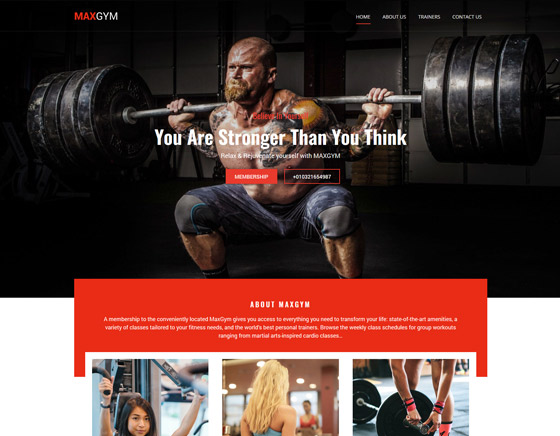 MAXGYM
HOME ABOUT US TRAINERS CONTACT US
Believe In Yourself
You Are Stronger Than You Think
Relax & Rejuvenate yourself with MAXGYM
MEMBERSHIP +010321654987
ABOUT MAXGYM
A membership to the conveniently located MaxGym gives you access to everything you need to transform your life: state-of-the-art amenities, a
variety of classes tailored to your fitness needs, and the world's best personal trainers. Browse the weekly class schedules for group workouts
ranging from martial arts-inspired cardio classes...